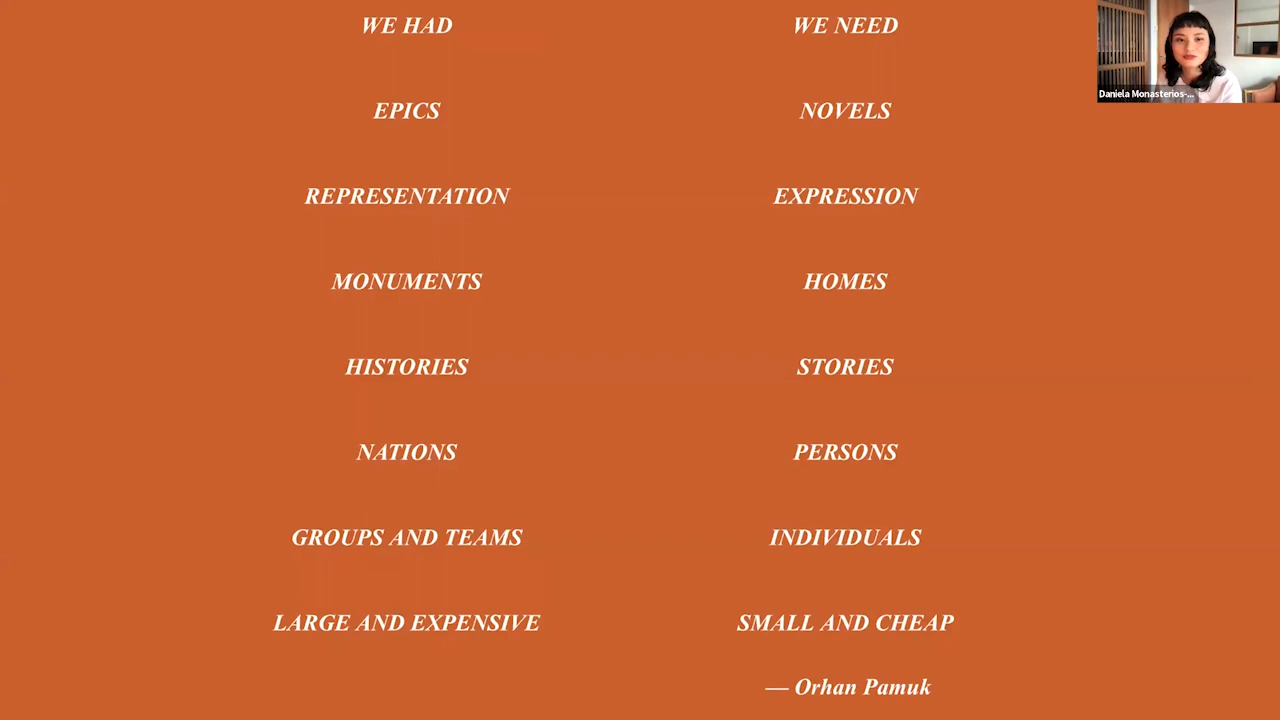 WE HAD WE NEED
EPICS NOVELS
REPRESENTATION EXPRESSION
MONUMENTS HOMES
HISTORIES STORIES
NATIONS PERSONS
GROUPS AND TEAMS INDIVIDUALS
LARGE AND EXPENSIVE SMALL AND CHEAP
— Orhan Pamuk
Daniela Monasterios-...